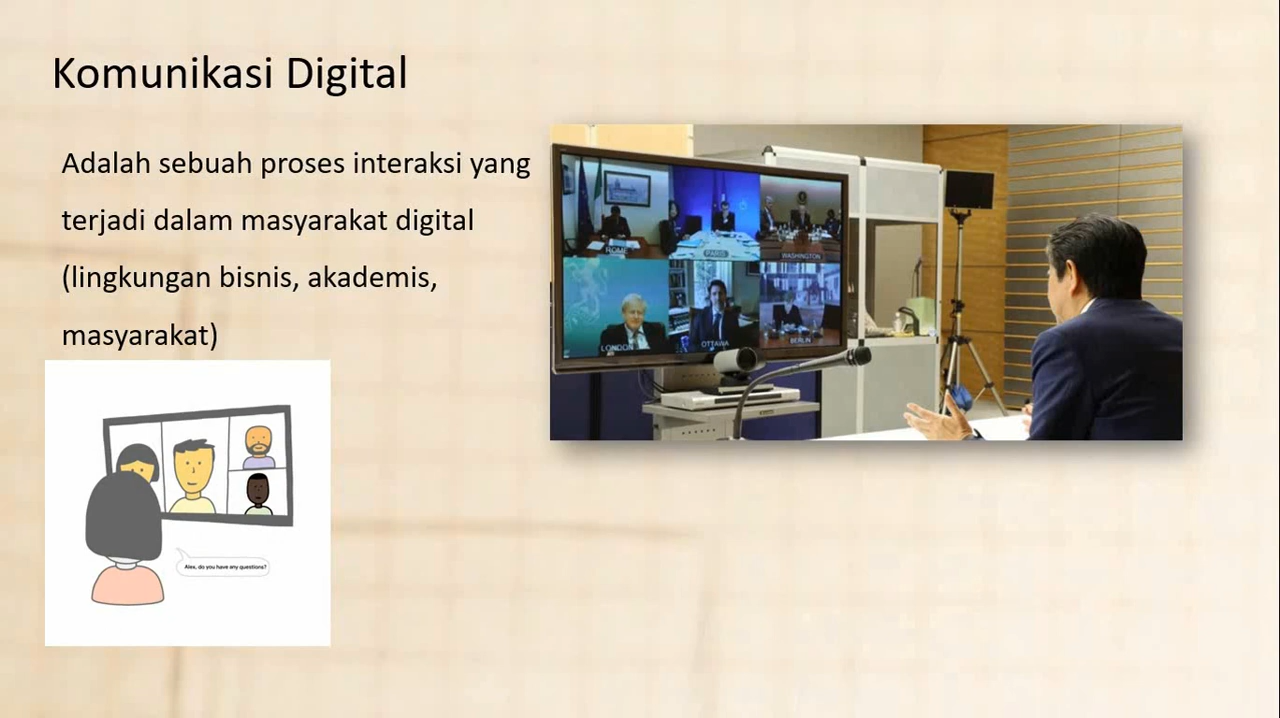 Komunikasi Digital
Adalah sebuah proses interaksi yang
terjadi dalam masyarakat digital
(lingkungan bisnis, akademis,
masyarakat)
ROME
PARIS
WASHINGTON
LONDON
OTTAWA
BERLIN
Alex, do you have any questions?